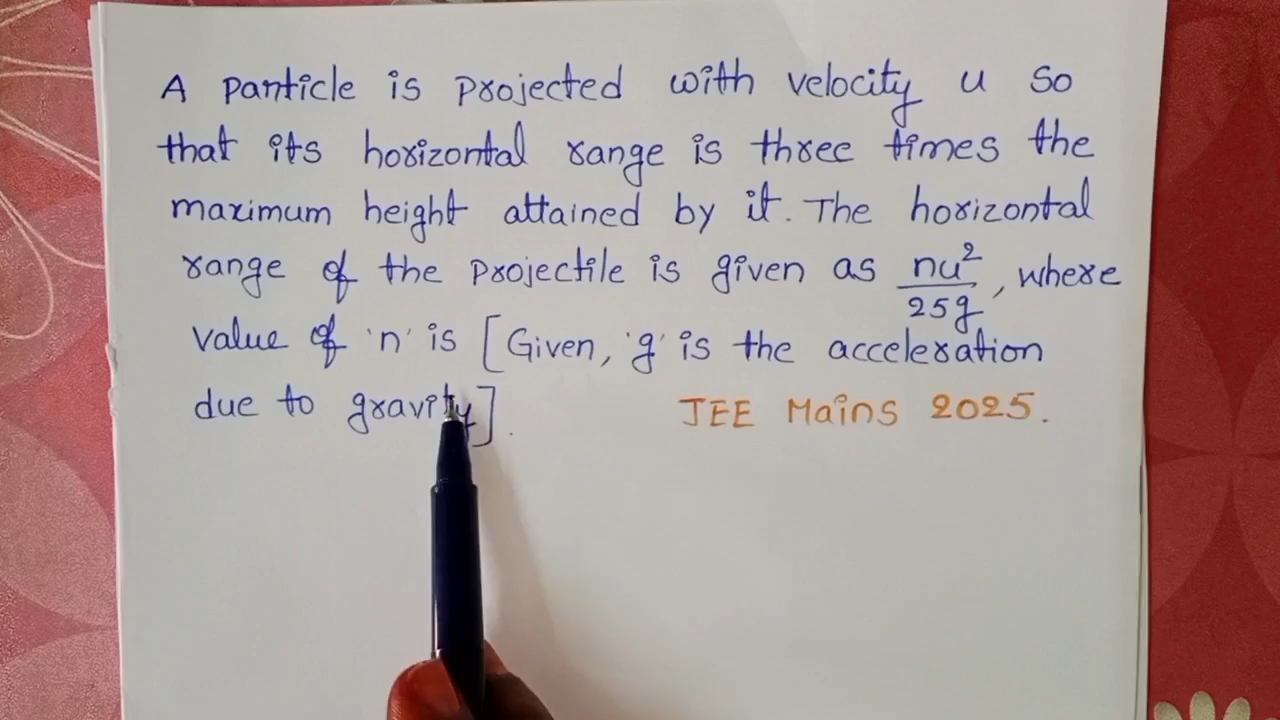 A particle is projected with velocity u so
that its horizontal range is three times the
maximum height attained by it. The horizontal
range of the projectile is given as nu²/25g, where
value of 'n' is [Given, 'g' is the acceleration
due to gravity].
JEE Mains 2025.